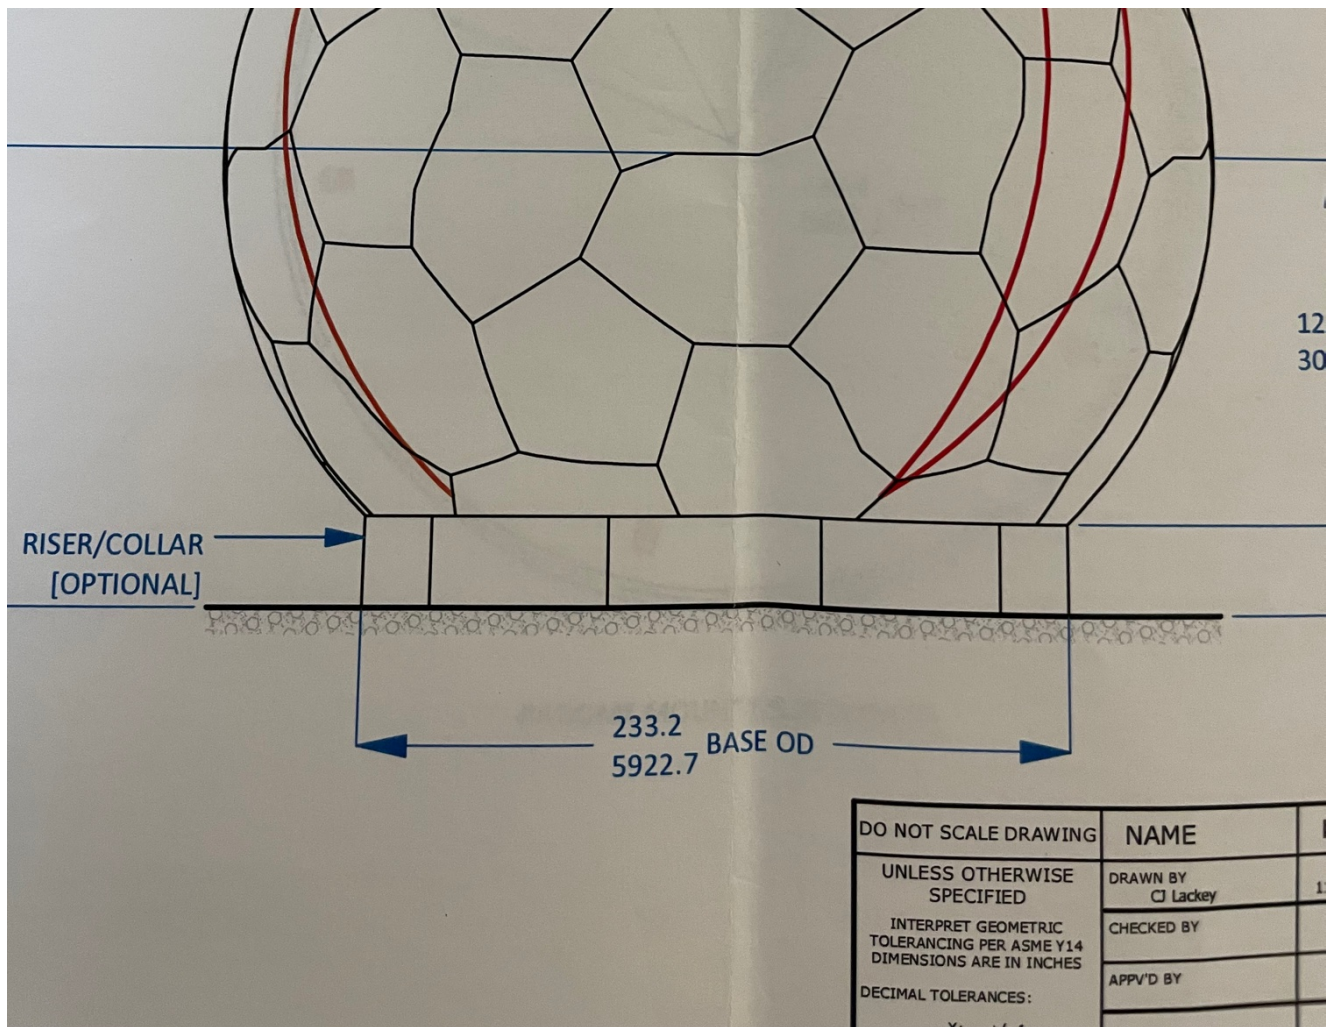 12
30
RISER/COLLAR
[OPTIONAL]
233.2
5922.7
BASE OD
DO NOT SCALE DRAWING
NAME
UNLESS OTHERWISE
SPECIFIED
DRAWN BY
CJ Lackey
INTERPRET GEOMETRIC
TOLERANCING PER ASME Y14
DIMENSIONS ARE IN INCHES
CHECKED BY
APPV'D BY
DECIMAL TOLERANCES: